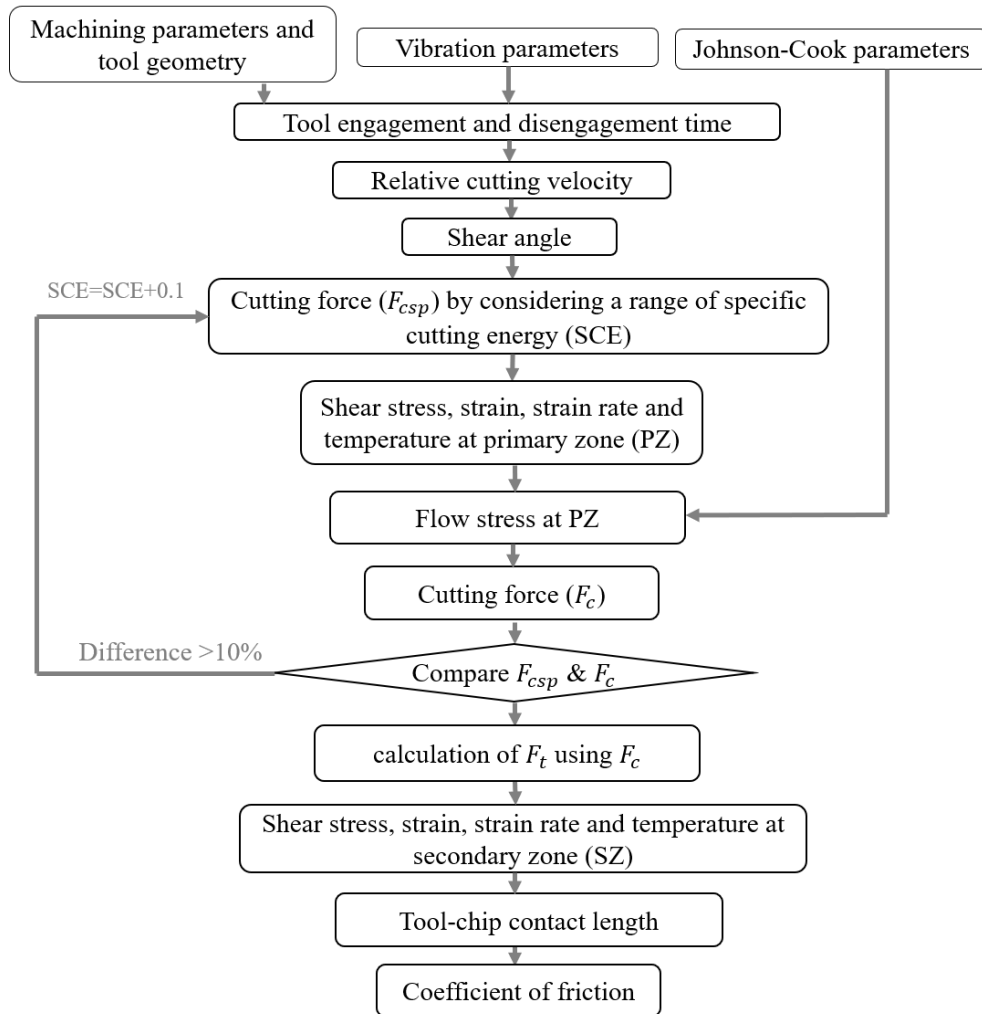 Machining parameters and
tool geometry
Vibration parameters
Johnson-Cook parameters
Tool engagement and disengagement time
Relative cutting velocity
Shear angle
SCE=SCE+0.1
Cutting force (F_{csp}) by considering a range of specific
cutting energy (SCE)
Shear stress, strain, strain rate and
temperature at primary zone (PZ)
Flow stress at PZ
Cutting force (F_c)
Difference >10%
Compare F_{csp} & F_c
calculation of F_t using F_c
Shear stress, strain, strain rate and temperature at
secondary zone (SZ)
Tool-chip contact length
Coefficient of friction